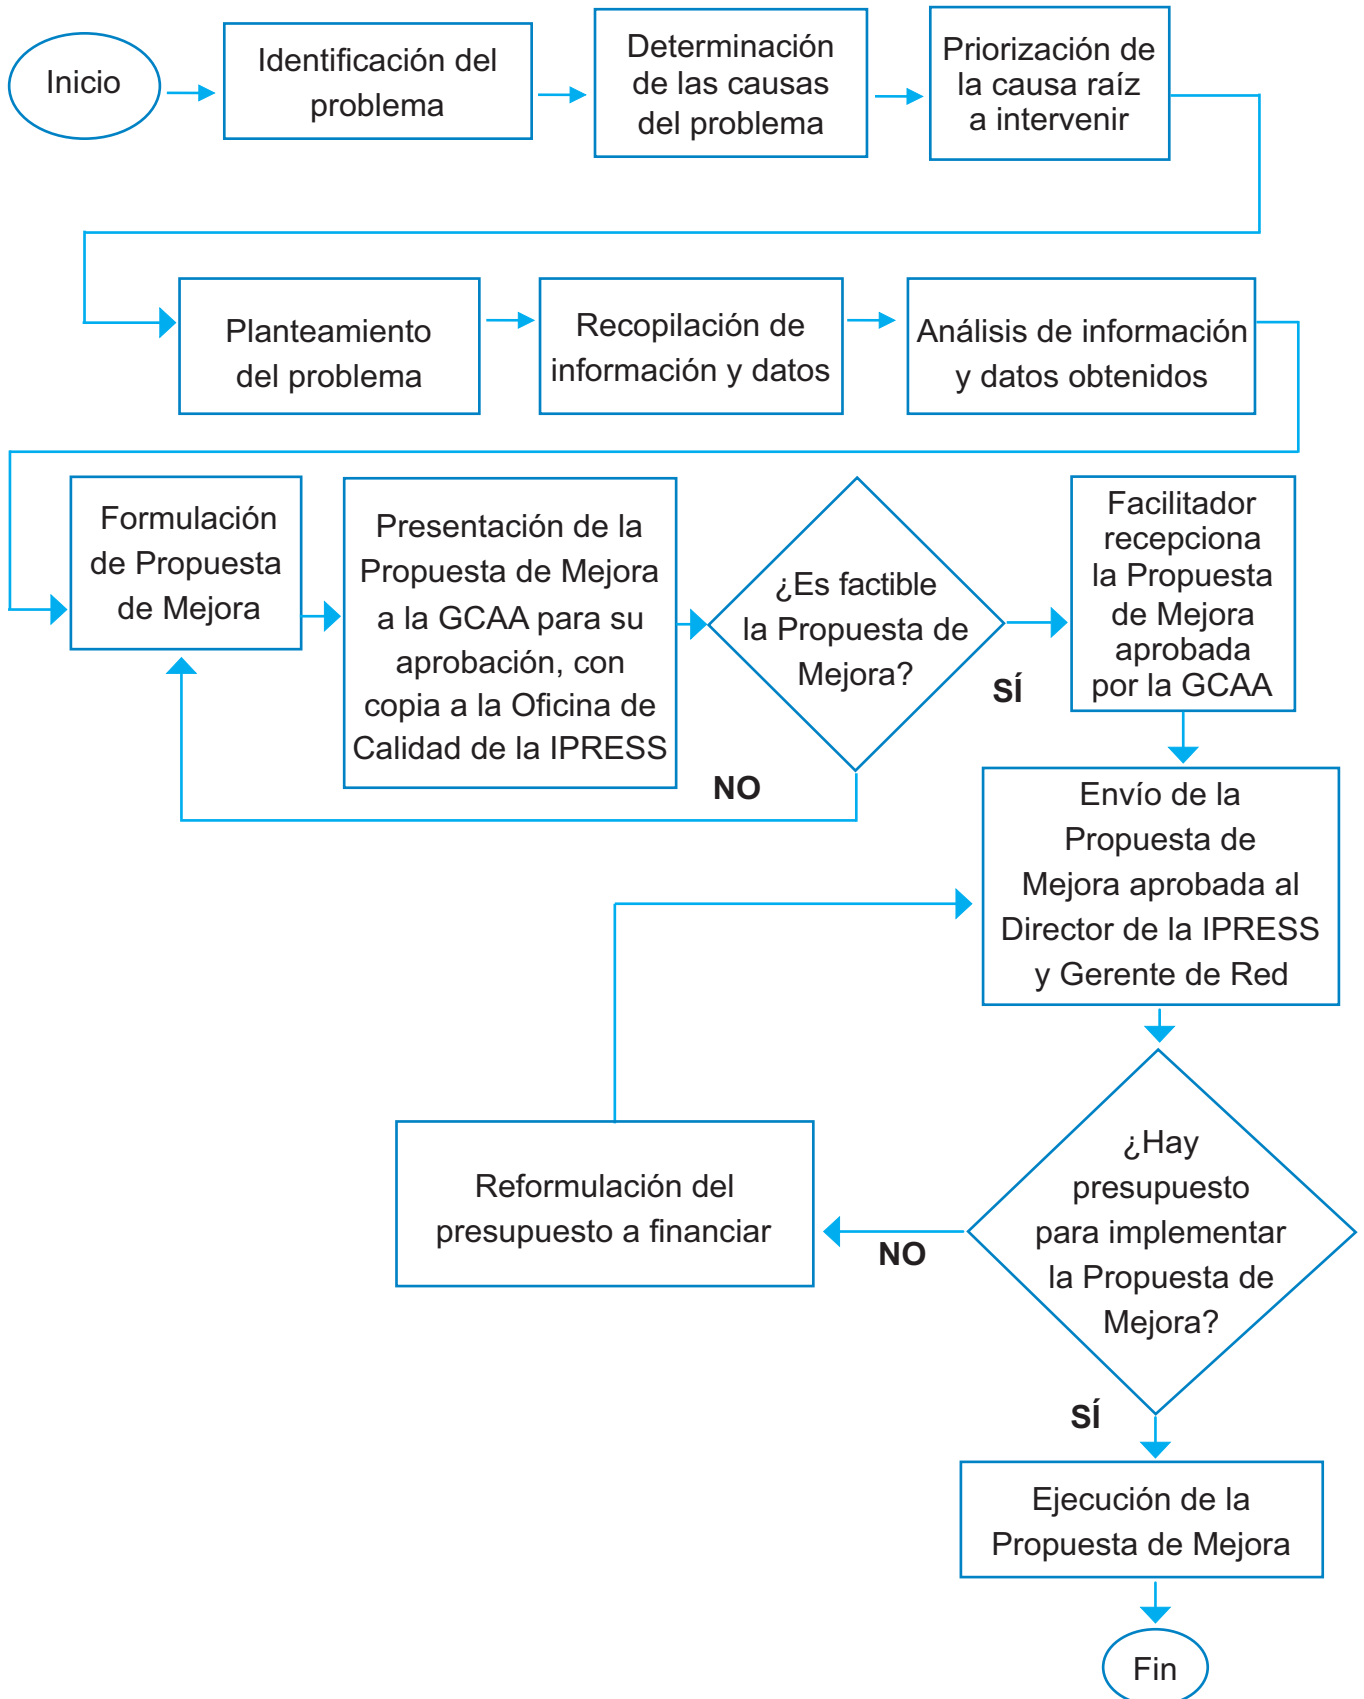 Inicio
Identificación del
problema
Determinación
de las causas
del problema
Priorización de
la causa raíz
a intervenir
Planteamiento
del problema
Recopilación de
información y datos
Análisis de información
y datos obtenidos
Formulación
de Propuesta
de Mejora
Presentación de la
Propuesta de Mejora
a la GCAA para su
aprobación, con
copia a la Oficina de
Calidad de la IPRESS
¿Es factible
la Propuesta de
Mejora?
SÍ
NO
Facilitador
recepciona
la Propuesta
de Mejora
aprobada
por la GCAA
Envío de la
Propuesta de
Mejora aprobada al
Director de la IPRESS
y Gerente de Red
¿Hay
presupuesto
para implementar
la Propuesta de
Mejora?
NO
Reformulación del
presupuesto a financiar
SÍ
Ejecución de la
Propuesta de Mejora
Fin